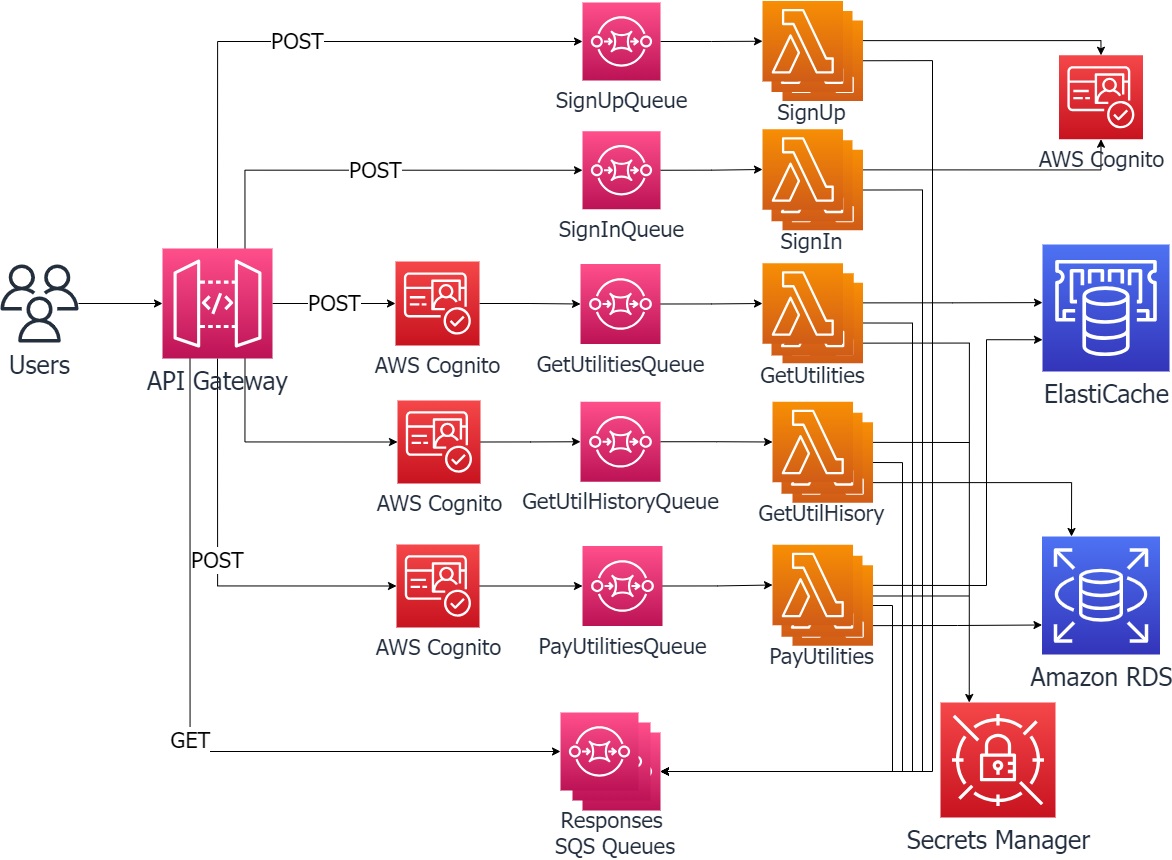 POST
SignUpQueue
SignUp
AWS Cognito
POST
SignInQueue
SignIn
Users
API Gateway
POST
AWS Cognito
GetUtilitiesQueue
GetUtilities
ElastiCache
AWS Cognito
GetUtilHistoryQueue
GetUtilHisory
POST
AWS Cognito
PayUtilitiesQueue
PayUtilities
Amazon RDS
GET
Responses
SQS Queues
Secrets Manager